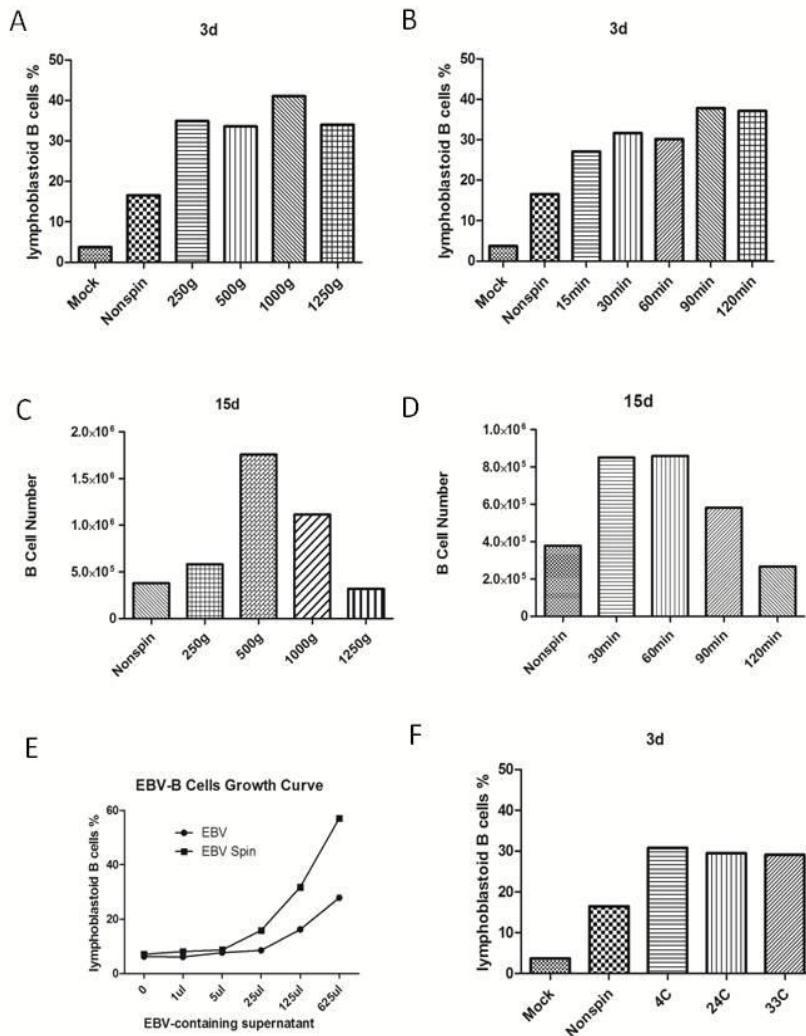 A
3d
lymphoblastoid B cells %
50
40
30
20
10
0
Mock
Nonspin
250g
500g
1000g
1250g
B
3d
lymphoblastoid B cells %
50
40
30
20
10
0
Mock
Nonspin
15min
30min
60min
90min
120min
C
15d
B Cell Number
2.0×10⁶
1.5×10⁶
1.0×10⁶
5.0×10⁵
0
Nonspin
250g
500g
1000g
1250g
D
15d
B Cell Number
1.0×10⁶
8.0×10⁵
6.0×10⁵
4.0×10⁵
2.0×10⁵
0
Nonspin
30min
60min
90min
120min
E
EBV-B Cells Growth Curve
lymphoblastoid B cells %
60
40
20
0
EBV
EBV Spin
0
1ul
5ul
25ul
125ul
625ul
EBV-containing supernatant
F
3d
lymphoblastoid B cells %
50
40
30
20
10
0
Mock
Nonspin
4C
24C
33C